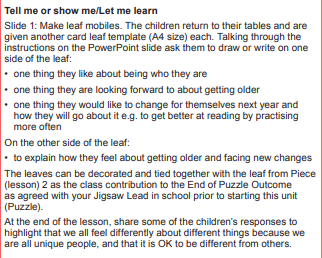 Tell me or show me/Let me learn
Slide 1: Make leaf mobiles. The children return to their tables and are
given another card leaf template (A4 size) each. Talking through the
instructions on the PowerPoint slide ask them to draw or write on one
side of the leaf:
• one thing they like about being who they are
• one thing they are looking forward to about getting older
• one thing they would like to change for themselves next year and
how they will go about it e.g. to get better at reading by practising
more often
On the other side of the leaf:
• to explain how they feel about getting older and facing new changes
The leaves can be decorated and tied together with the leaf from Piece
(lesson) 2 as the class contribution to the End of Puzzle Outcome
as agreed with your Jigsaw Lead in school prior to starting this unit
(Puzzle).
At the end of the lesson, share some of the children's responses to
highlight that we all feel differently about different things because we
are all unique people, and that it is OK to be different from others.